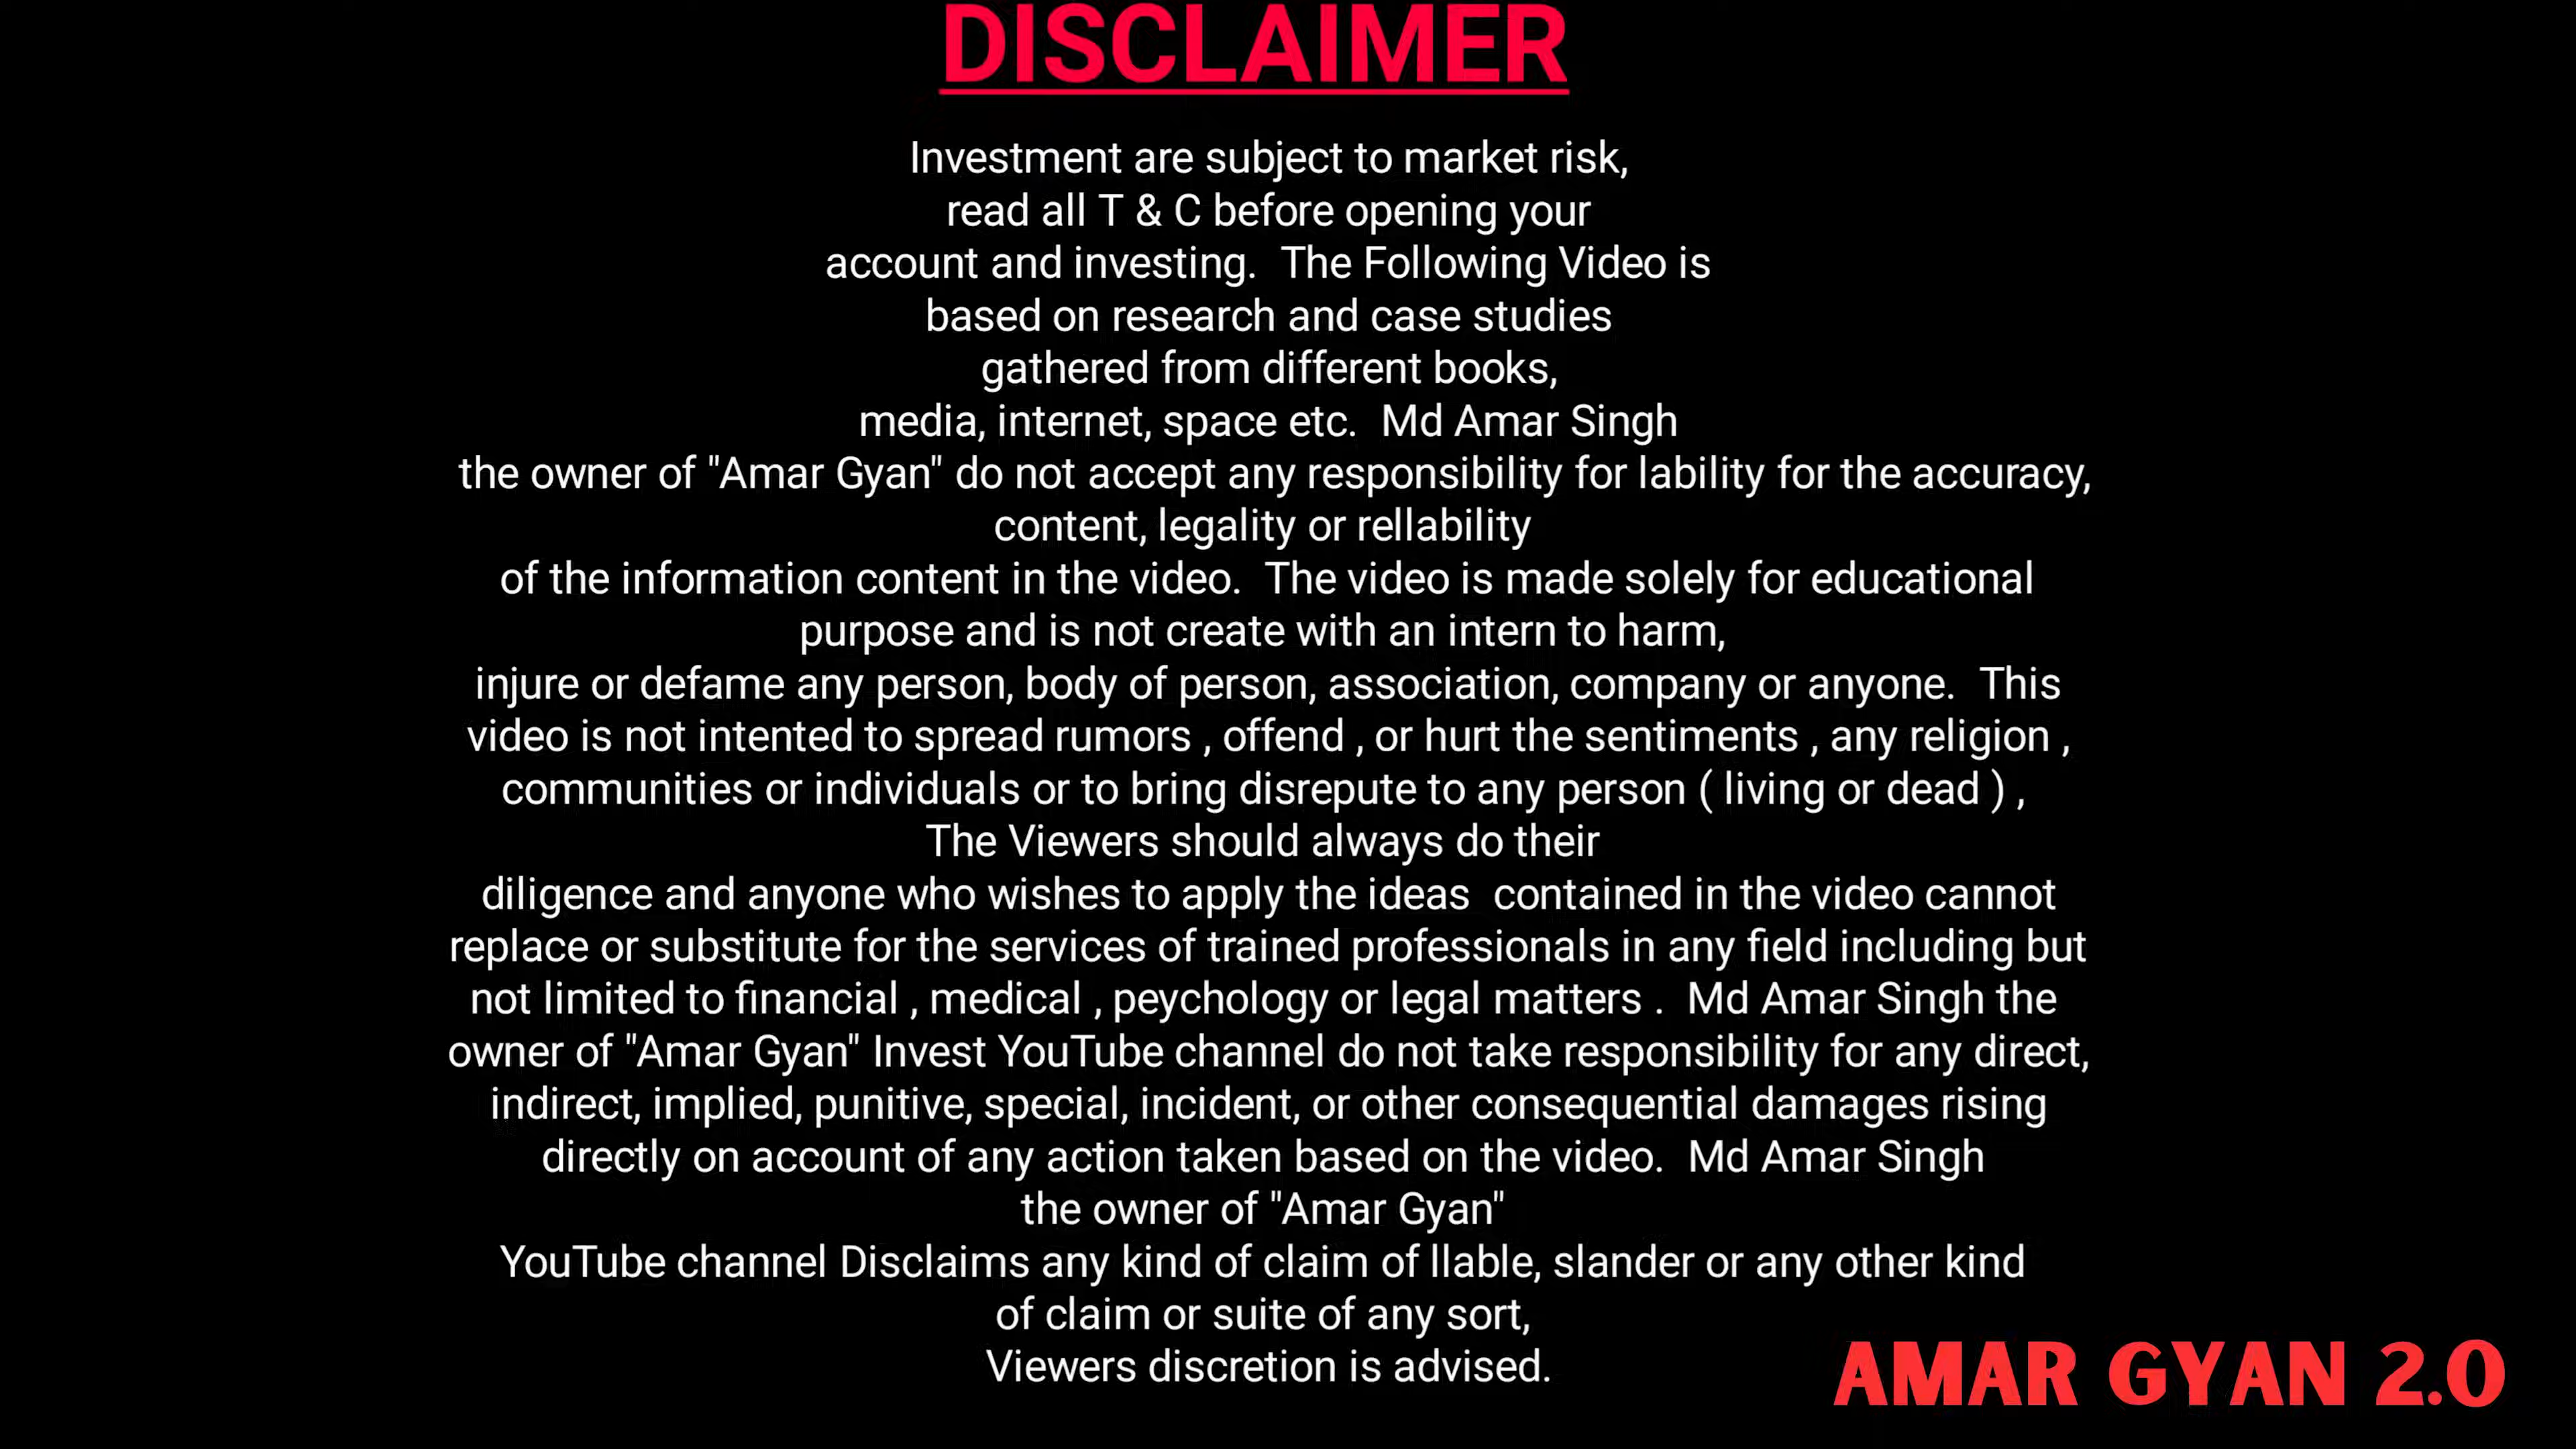 DISCLAIMER
Investment are subject to market risk,
read all T & C before opening your
account and investing.  The Following Video is
based on research and case studies
gathered from different books,
media, internet, space etc.  Md Amar Singh
the owner of "Amar Gyan" do not accept any responsibility for lability for the accuracy,
content, legality or rellability
of the information content in the video.  The video is made solely for educational
purpose and is not create with an intern to harm,
injure or defame any person, body of person, association, company or anyone.  This
video is not intented to spread rumors , offend , or hurt the sentiments , any religion ,
communities or individuals or to bring disrepute to any person ( living or dead ) ,
The Viewers should always do their
diligence and anyone who wishes to apply the ideas  contained in the video cannot
replace or substitute for the services of trained professionals in any field including but
not limited to financial , medical , peychology or legal matters .  Md Amar Singh the
owner of "Amar Gyan" Invest YouTube channel do not take responsibility for any direct,
indirect, implied, punitive, special, incident, or other consequential damages rising
directly on account of any action taken based on the video.  Md Amar Singh
the owner of "Amar Gyan"
YouTube channel Disclaims any kind of claim of llable, slander or any other kind
of claim or suite of any sort,
Viewers discretion is advised.
AMAR GYAN 2.0